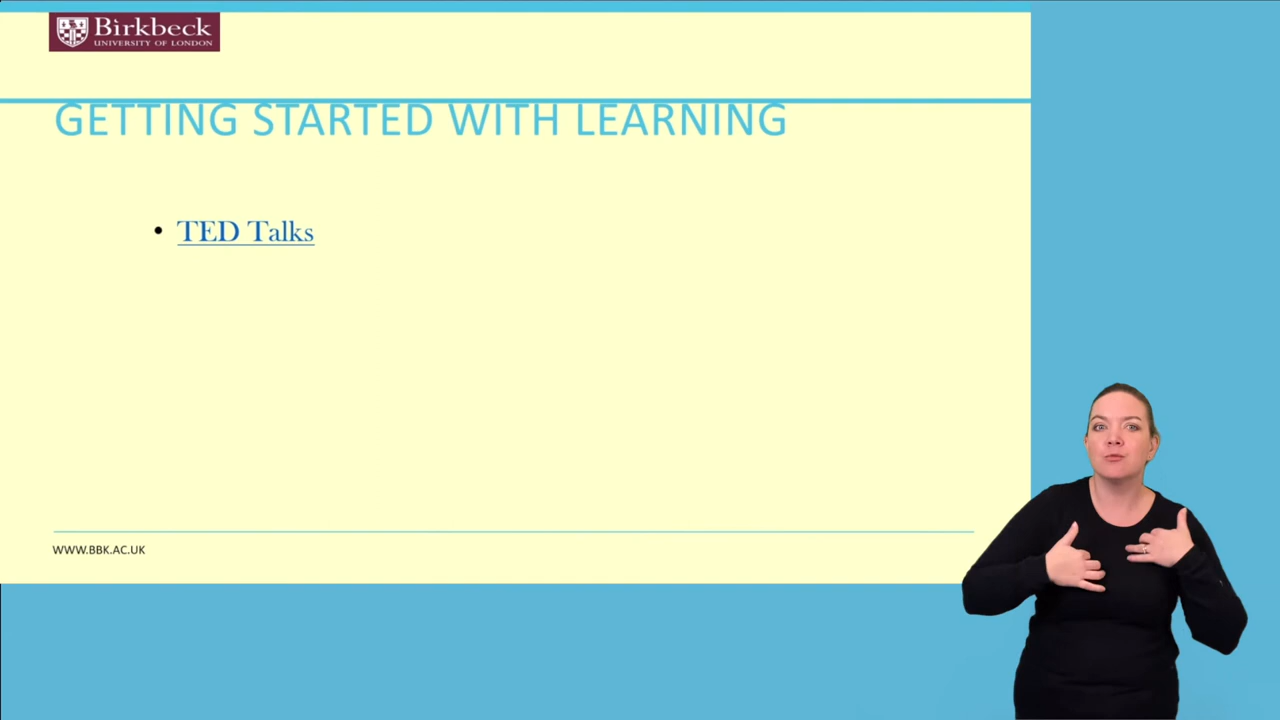 Birkbeck
UNIVERSITY OF LONDON
GETTING STARTED WITH LEARNING
• TED Talks
WWW.BBK.AC.UK